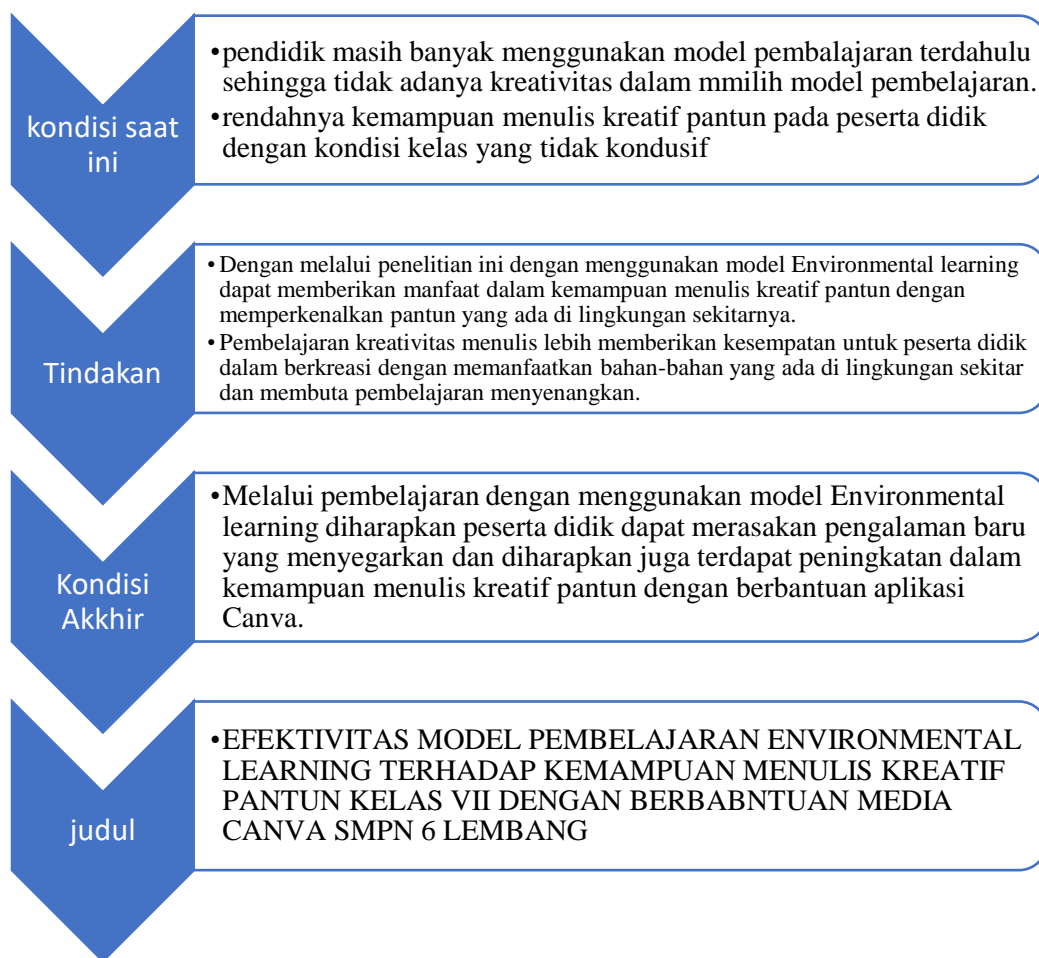 kondisi saat
ini
•pendidik masih banyak menggunakan model pembalajaran terdahulu
sehingga tidak adanya kreativitas dalam mmilih model pembelajaran.
•rendahnya kemampuan menulis kreatif pantun pada peserta didik
dengan kondisi kelas yang tidak kondusif
Tindakan
• Dengan melalui penelitian ini dengan menggunakan model Environmental learning
dapat memberikan manfaat dalam kemampuan menulis kreatif pantun dengan
memperkenalkan pantun yang ada di lingkungan sekitarnya.
• Pembelajaran kreativitas menulis lebih memberikan kesempatan untuk peserta didik
dalam berkreasi dengan memanfaatkan bahan-bahan yang ada di lingkungan sekitar
dan membuta pembelajaran menyenangkan.
Kondisi
Akkhir
•Melalui pembelajaran dengan menggunakan model Environmental
learning diharapkan peserta didik dapat merasakan pengalaman baru
yang menyegarkan dan diharapkan juga terdapat peningkatan dalam
kemampuan menulis kreatif pantun dengan berbantuan aplikasi
Canva.
judul
•EFEKTIVITAS MODEL PEMBELAJARAN ENVIRONMENTAL
LEARNING TERHADAP KEMAMPUAN MENULIS KREATIF
PANTUN KELAS VII DENGAN BERBABNTUAN MEDIA
CANVA SMPN 6 LEMBANG